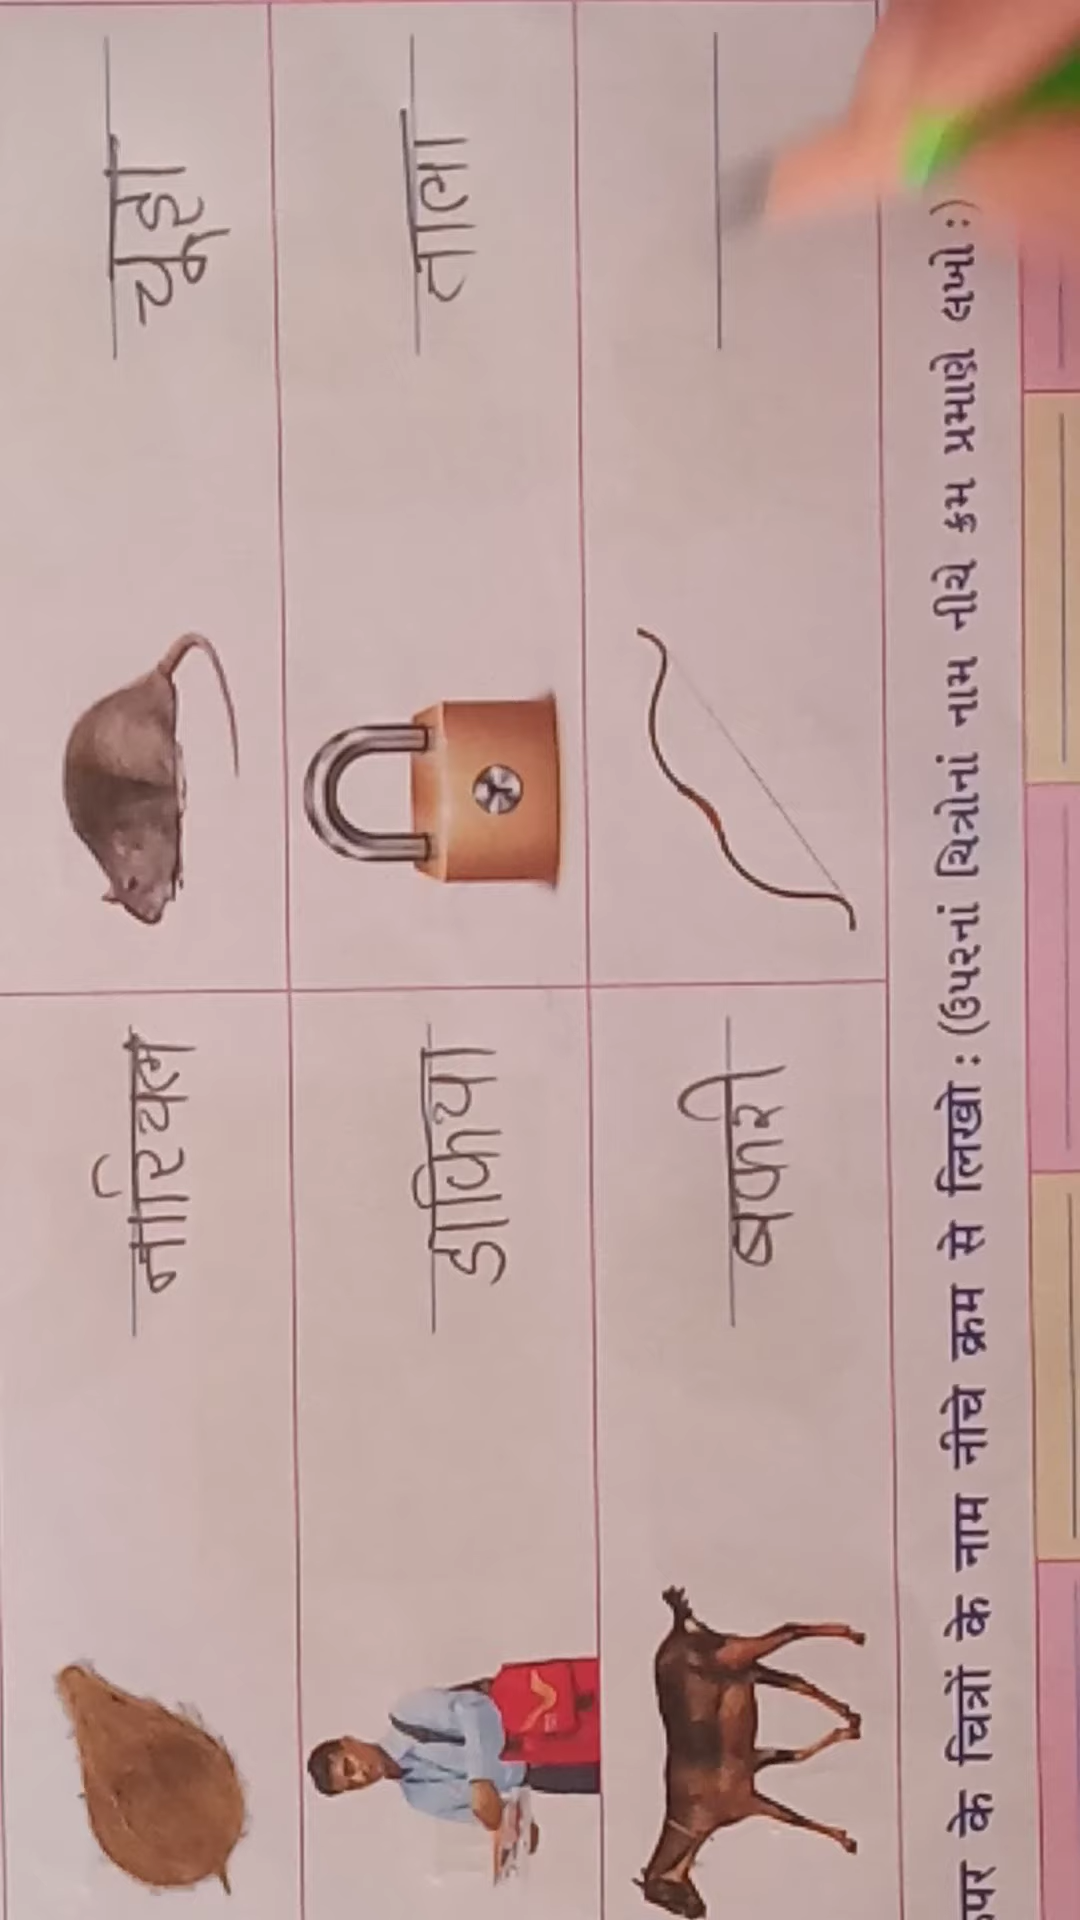 नारियल चूहा
डाकिया ताला
बकरी
ऊपर के चित्रों के नाम नीचे क्रम से लिखो : (ઉપરનાં ચિત્રોનાં નામ નીચે ક્રમ પ્રમાણે લખો :)